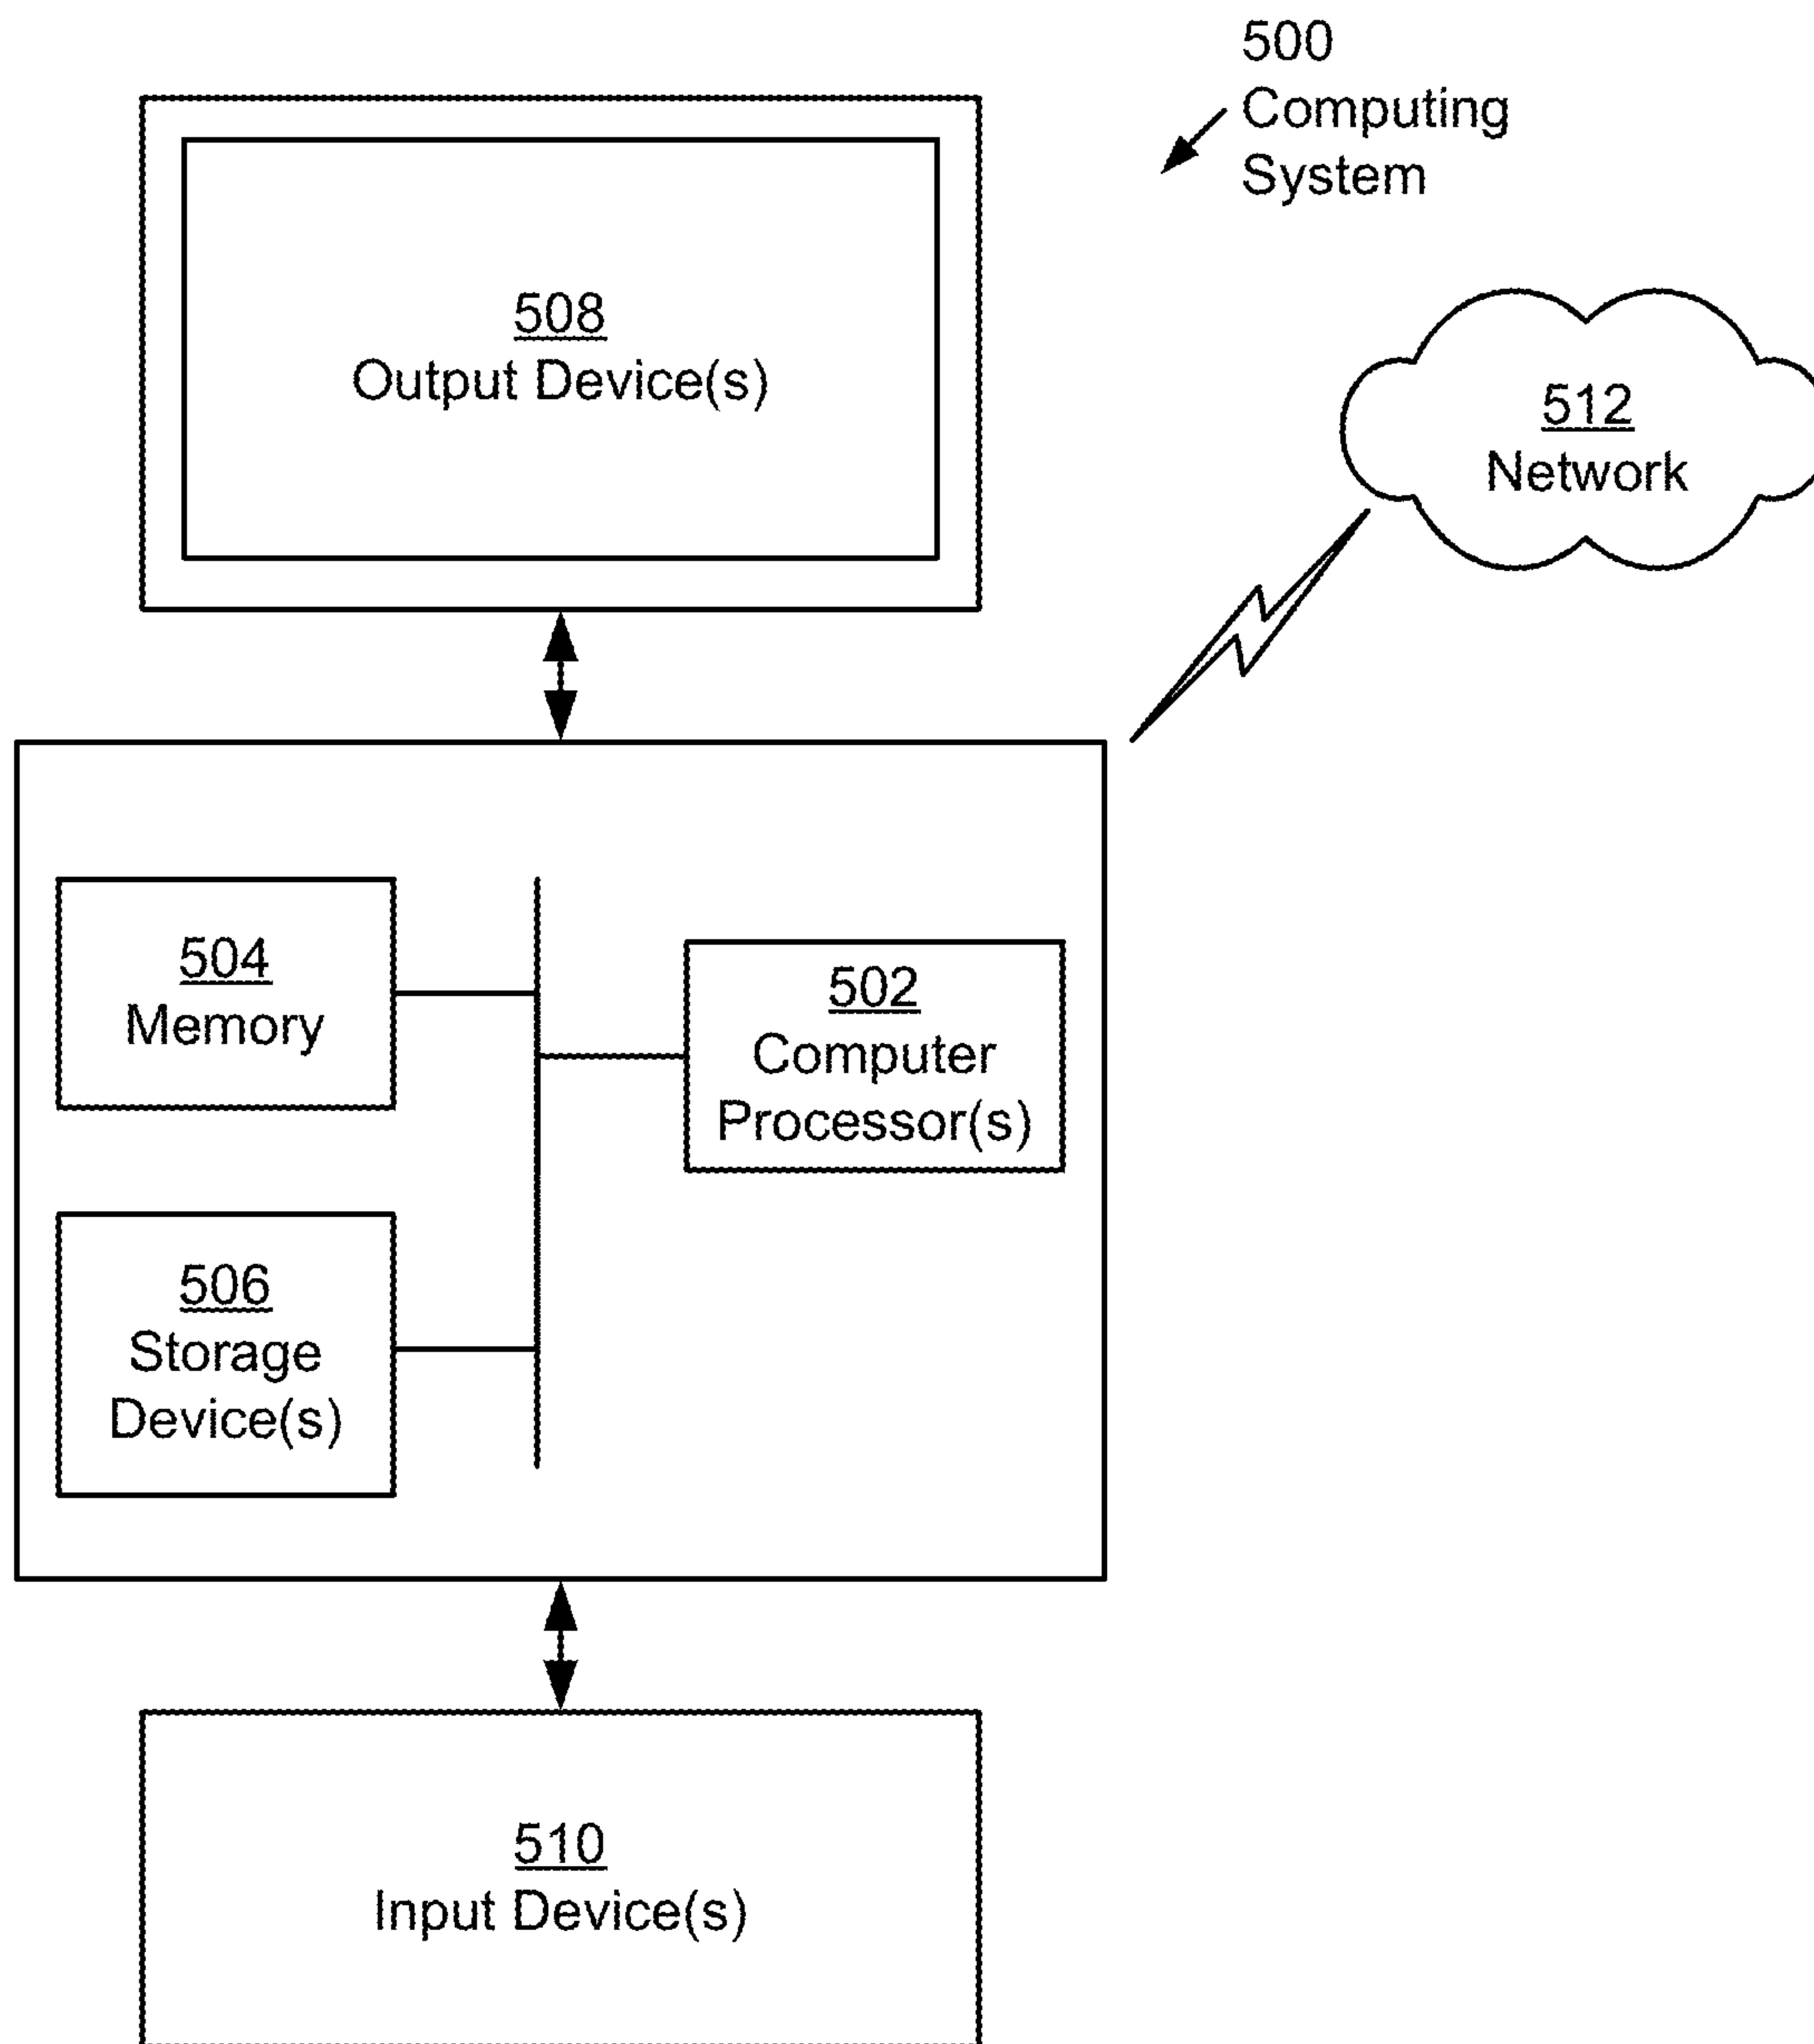 500
Computing
System
508
Output Device(s)
512
Network
504
Memory
502
Computer
Processor(s)
506
Storage
Device(s)
510
Input Device(s)